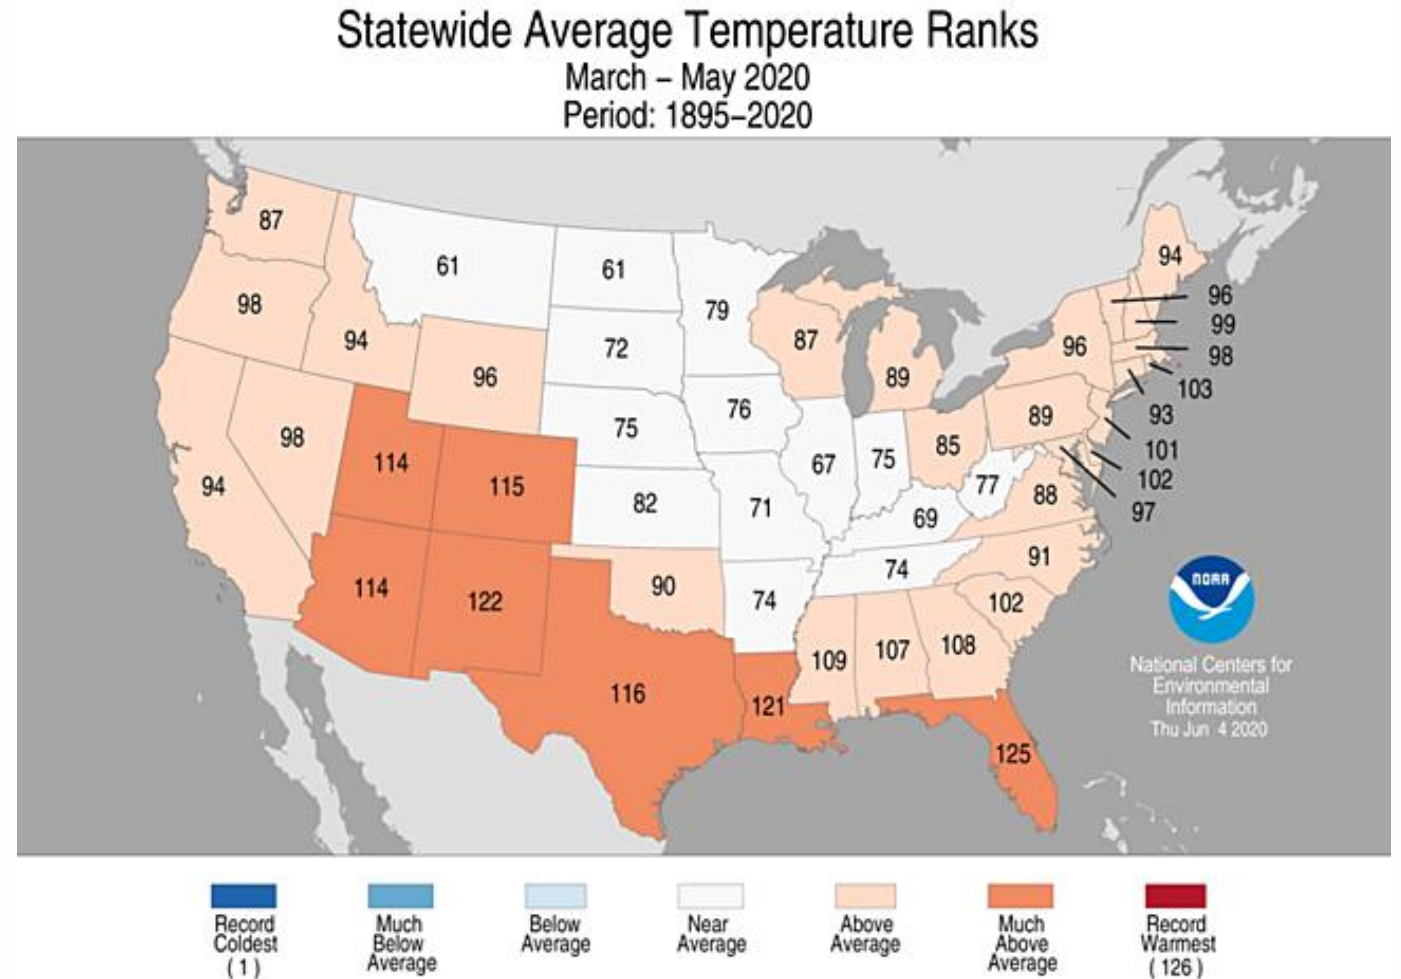 Statewide Average Temperature Ranks
March – May 2020
Period: 1895–2020
87
61
61
79
94
98
94
96
72
87
89
96
96
99
98
103
93
101
102
97
98
94
114
115
75
76
67
75
85
89
82
71
69
77
88
114
122
90
74
74
91
102
116
121
109
107
108
125
NOAA
National Centers for
Environmental
Information
Thu Jun 4 2020
Record
Coldest
( 1 )
Much
Below
Average
Below
Average
Near
Average
Above
Average
Much
Above
Average
Record
Warmest
( 126 )